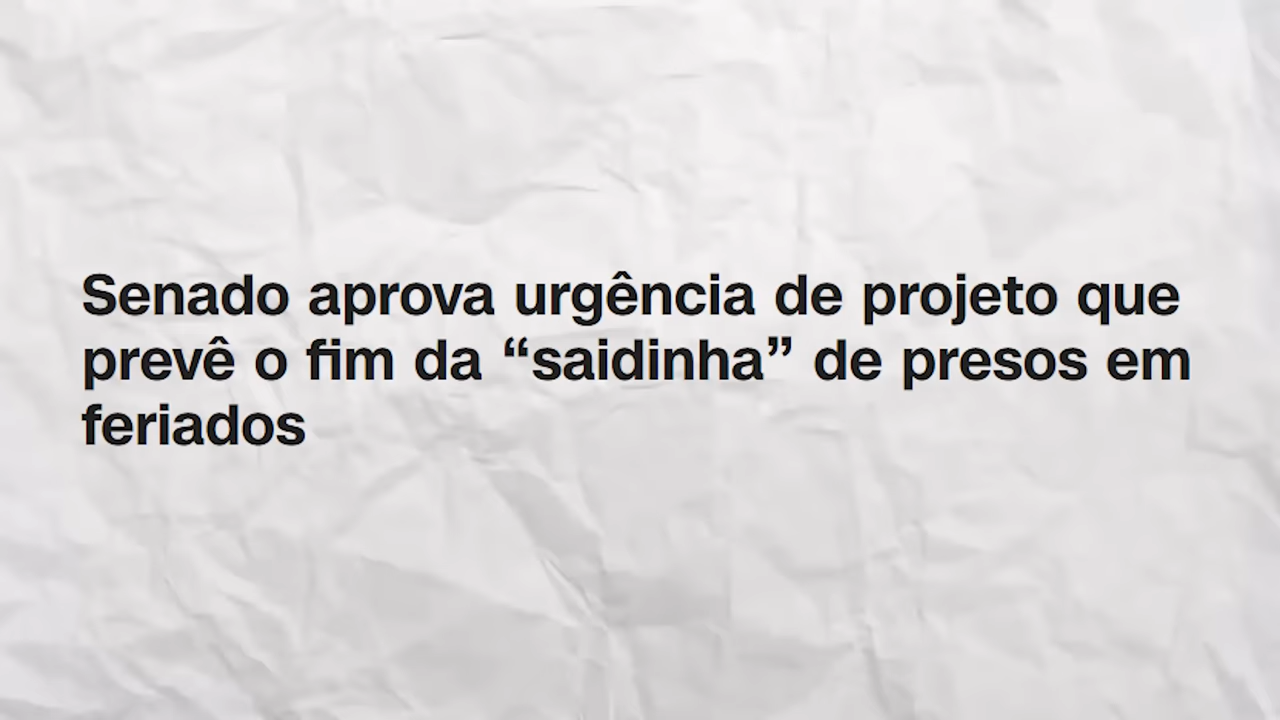 Senado aprova urgência de projeto que
prevê o fim da “saidinha” de presos em
feriados